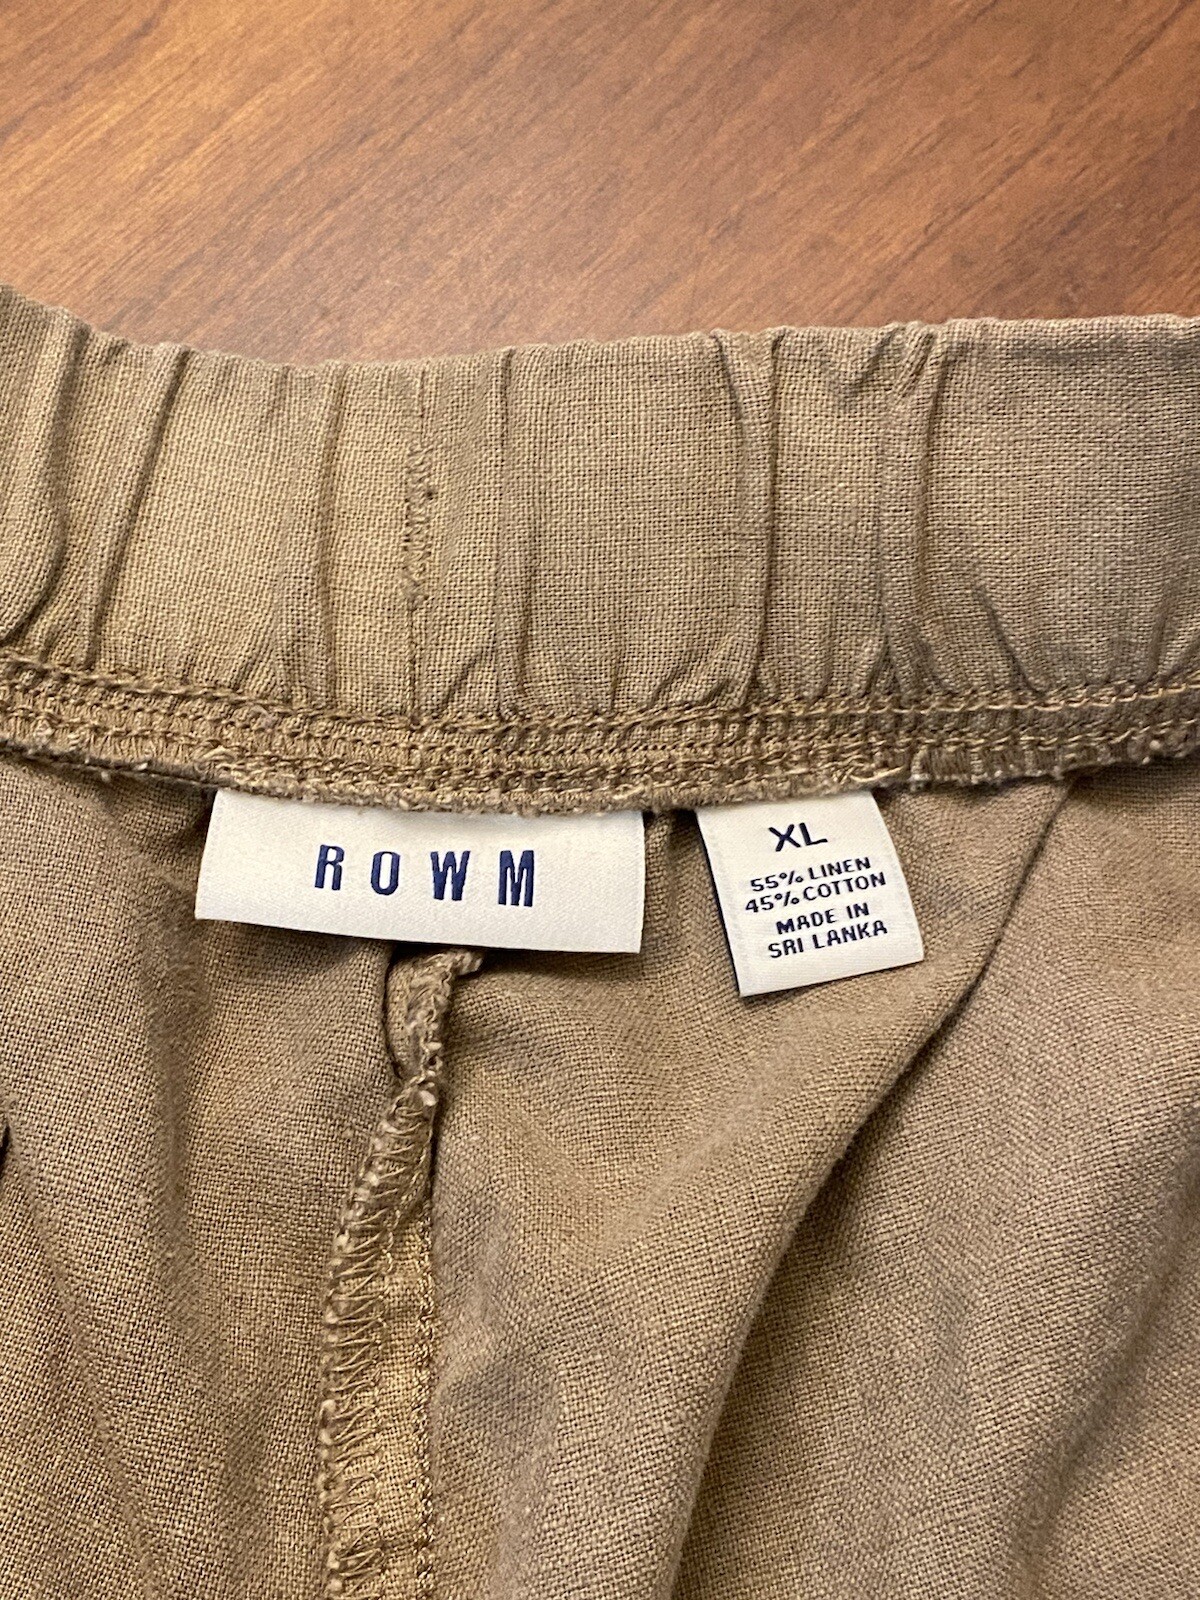 ROWM
XL
55% LINEN
45% COTTON
MADE IN
SRI LANKA